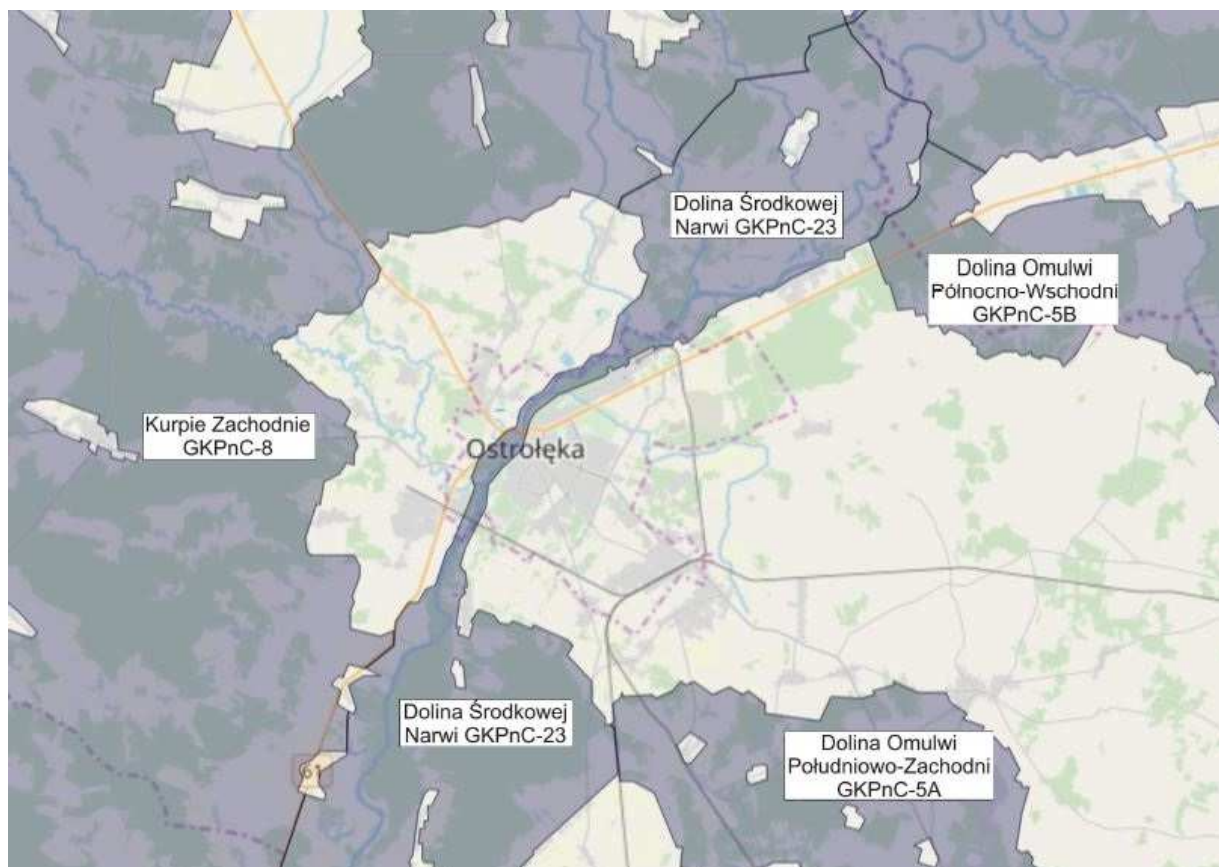 Dolina Środkowej
Narwi GKPnC-23
Dolina Omulwi
Północno-Wschodni
GKPnC-5B
Kurpie Zachodnie
GKPnC-8
Ostrołęka
Dolina Środkowej
Narwi GKPnC-23
Dolina Omulwi
Południowo-Zachodni
GKPnC-5A
61